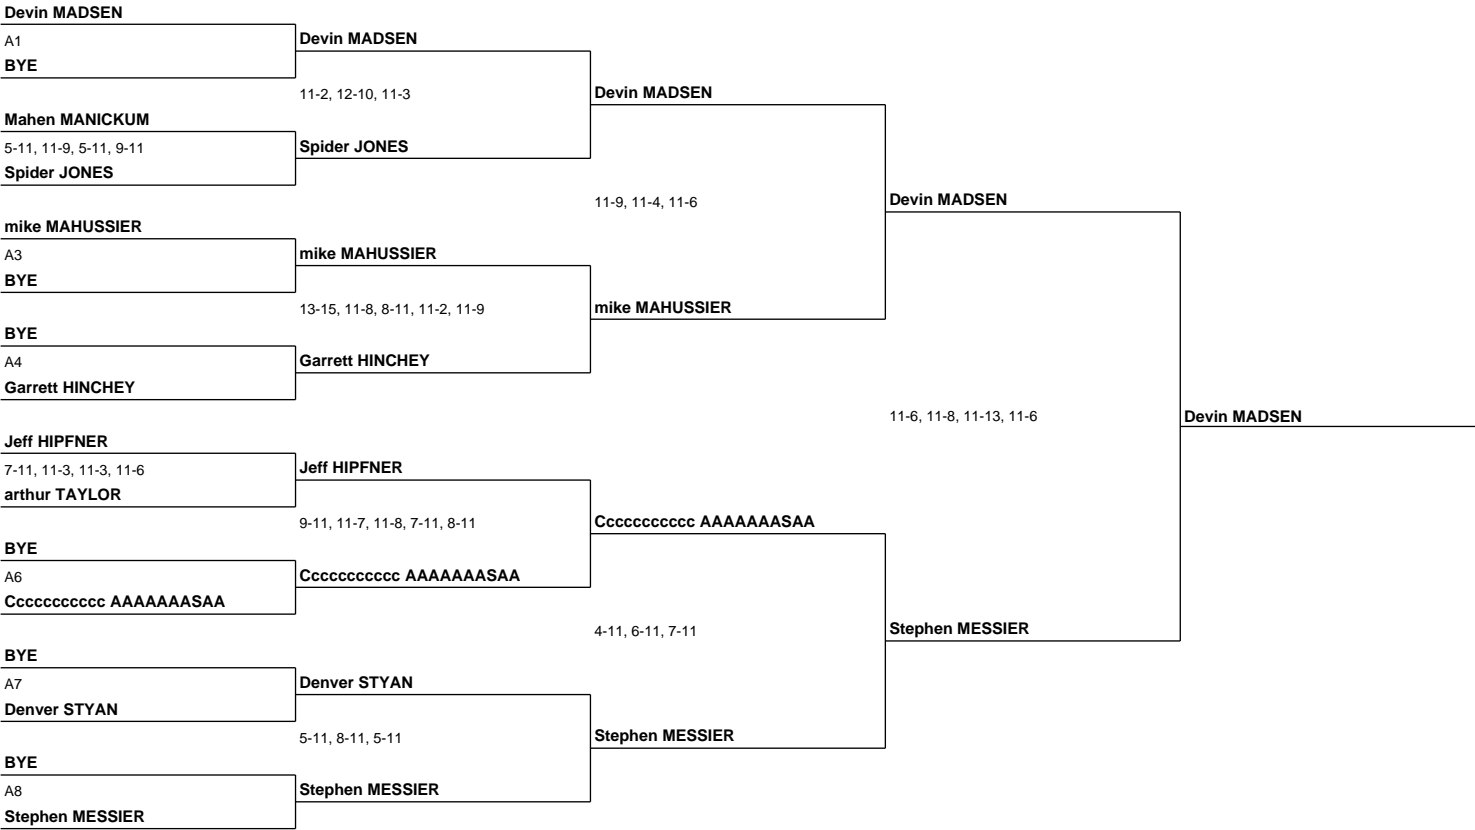 Devin MADSEN
A1
BYE
Mahen MANICKUM
5-11, 11-9, 5-11, 9-11
Spider JONES
mike MAHUSSIER
A3
BYE
BYE
A4
Garrett HINCHEY
Jeff HIPFNER
7-11, 11-3, 11-3, 11-6
arthur TAYLOR
BYE
A6
Ccccccccccc AAAAAAASAA
BYE
A7
Denver STYAN
BYE
A8
Stephen MESSIER
Devin MADSEN
11-2, 12-10, 11-3
Spider JONES
mike MAHUSSIER
13-15, 11-8, 8-11, 11-2, 11-9
Garrett HINCHEY
Jeff HIPFNER
9-11, 11-7, 11-8, 7-11, 8-11
Ccccccccccc AAAAAAASAA
Denver STYAN
5-11, 8-11, 5-11
Stephen MESSIER
Devin MADSEN
11-9, 11-4, 11-6
mike MAHUSSIER
Ccccccccccc AAAAAAASAA
4-11, 6-11, 7-11
Stephen MESSIER
Devin MADSEN
11-6, 11-8, 11-13, 11-6
Stephen MESSIER
Devin MADSEN